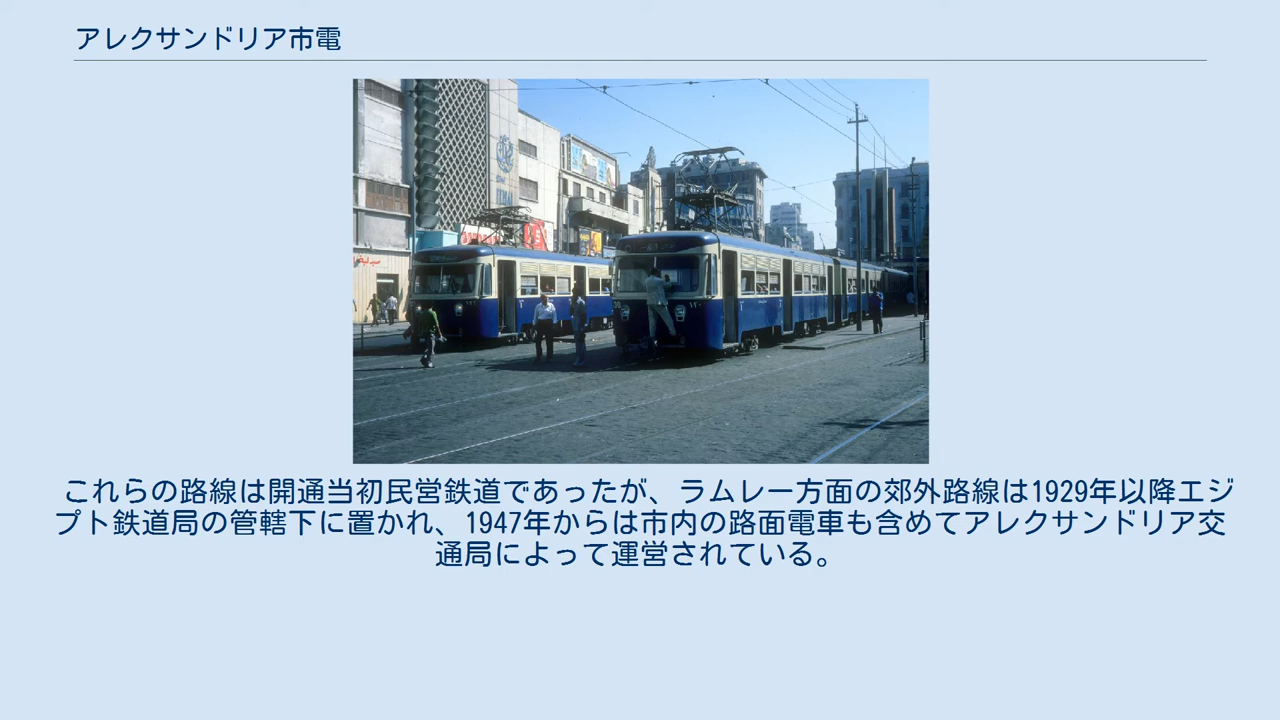 アレクサンドリア市電
これらの路線は開通当初民営鉄道であったが、ラムレー方面の郊外路線は1929年以降エジ
プト鉄道局の管轄下に置かれ、1947年からは市内の路面電車も含めてアレクサンドリア交
通局によって運営されている。